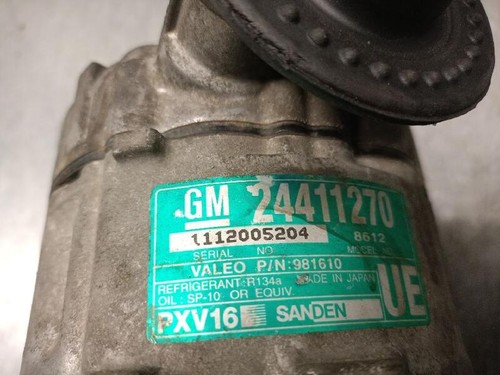 GM 24411270
1112005204 8612
SERIAL NO MODEL NO
VALEO P/N:981610
REFRIGERANT:R134a MADE IN JAPAN
OIL: SP-10 OR EQUIV. UE
PXV16 SANDEN